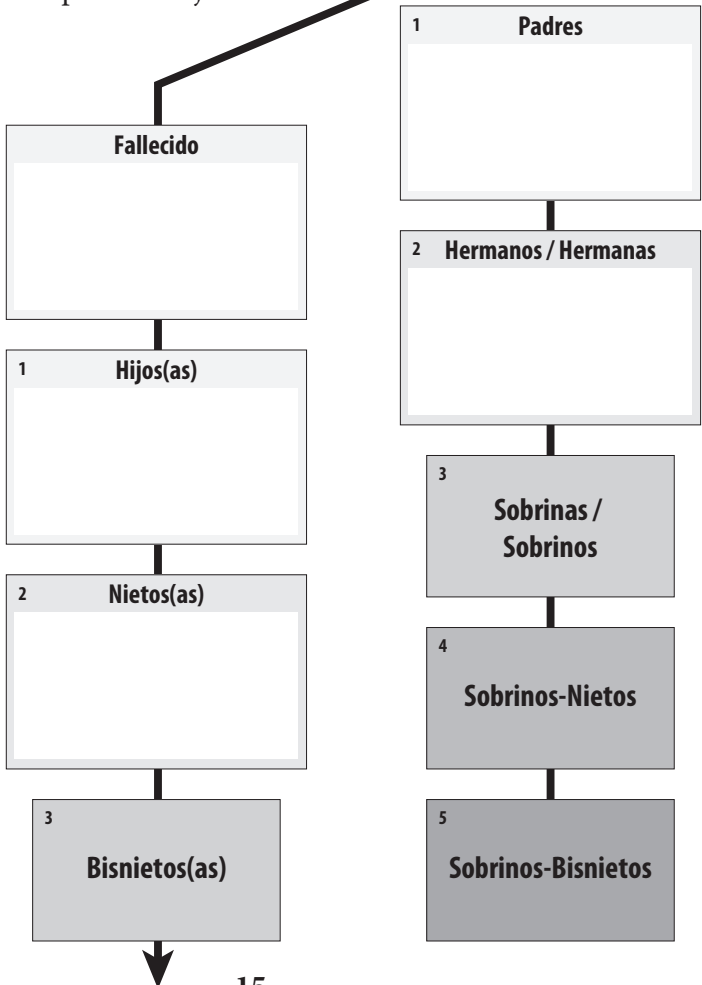 1 Padres
Fallecido
2 Hermanos / Hermanas
1 Hijos(as)
3
Sobrinas /
Sobrinos
2 Nietos(as)
4
Sobrinos-Nietos
3
Bisnietos(as)
5
Sobrinos-Bisnietos